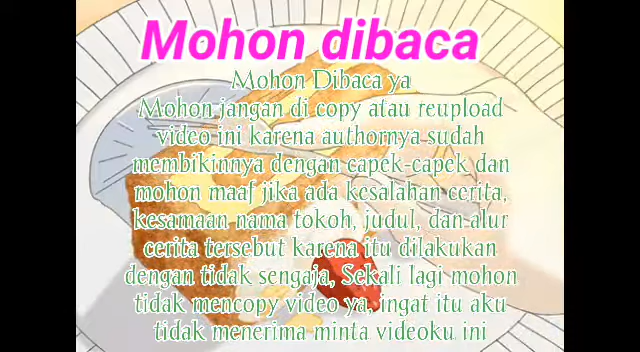 Mohon dibaca
Mohon Dibaca ya
Mohon jangan di copy atau reupload
video ini karena authornya sudah
membikinnya dengan capek-capek dan
mohon maaf jika ada kesalahan cerita,
kesamaan nama tokoh, judul, dan alur
cerita tersebut karena itu dilakukan
dengan tidak sengaja, Sekali lagi mohon
tidak mencopy video ya, ingat itu aku
tidak menerima minta videoku ini